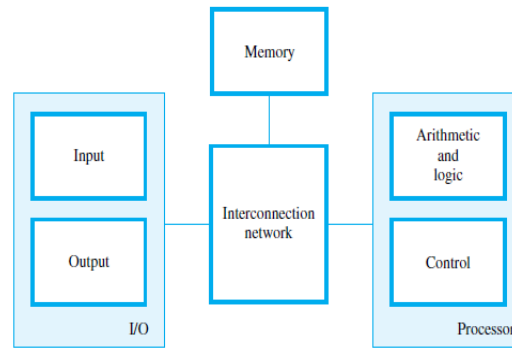 Memory
Input
Output
I/O
Interconnection
network
Arithmetic
and
logic
Control
Processor